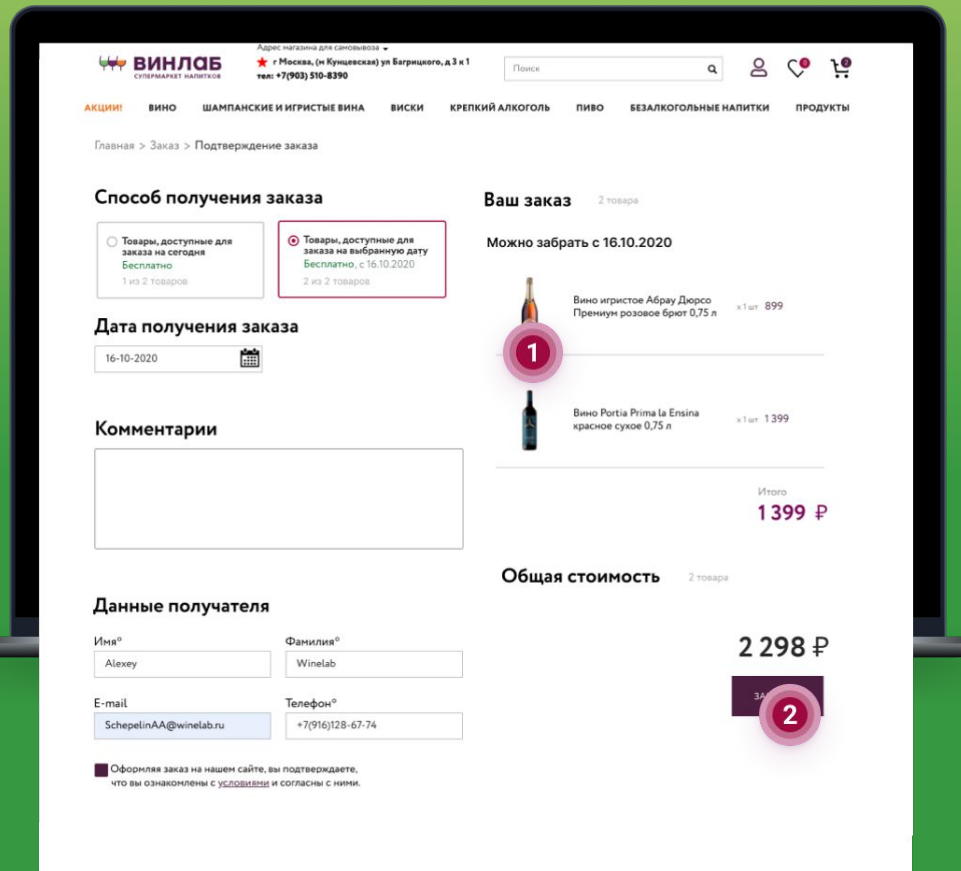 ВИНЛАБ
СУПЕРМАРКЕТ НАПИТКОВ
Адрес магазина для самовывоза
г Москва, (м Кунцевская) ул Багрицкого, д 3 к 1
тел: +7(903) 510-8390
Поиск
АКЦИИ! ВИНО ШАМПАНСКИЕ И ИГРИСТЫЕ ВИНА ВИСКИ КРЕПКИЙ АЛКОГОЛЬ ПИВО БЕЗАЛКОГОЛЬНЫЕ НАПИТКИ ПРОДУКТЫ
Главная > Заказ > Подтверждение заказа
Способ получения заказа
Товары, доступные для
заказа на сегодня
Бесплатно
1 из 2 товаров
Товары, доступные для
заказа на выбранную дату
Бесплатно, с 16.10.2020
2 из 2 товаров
Дата получения заказа
16-10-2020
Комментарии
Данные получателя
Имя°
Alexey
Фамилия°
Winelab
E-mail
SchepelinAA@winelab.ru
Телефон°
+7(916)128-67-74
Оформляя заказ на нашем сайте, вы подтверждаете,
что вы ознакомлены с условиями и согласны с ними.
Ваш заказ 2 товара
Можно забрать с 16.10.2020
Вино игристое Абрау Дюрсо
Премиум розовое брют 0,75 л
x 1 шт 899
1
Вино Portia Prima la Ensina
красное сухое 0,75 л
x 1 шт 1 399
Итого
1 399 ₽
Общая стоимость 2 товара
2 298 ₽
2